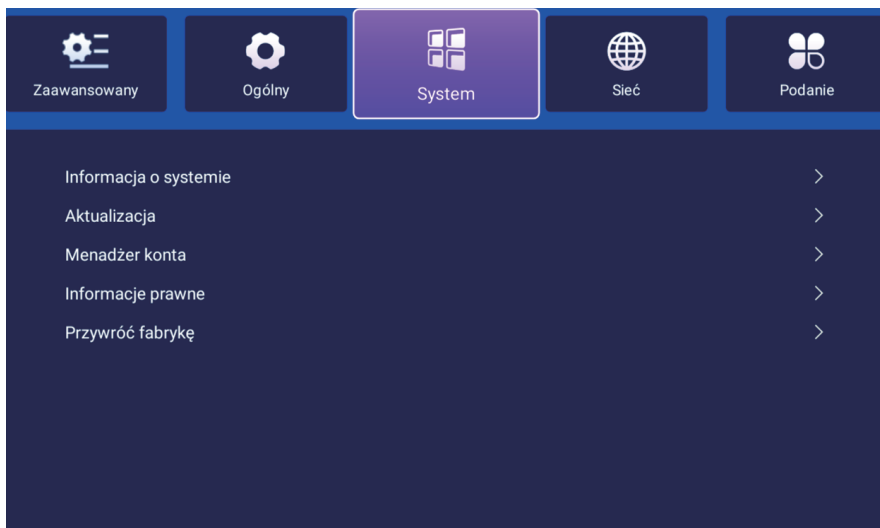 Zaawansowany
Ogólny
System
Sieć
Podanie
Informacja o systemie
Aktualizacja
Menadżer konta
Informacje prawne
Przywróć fabrykę